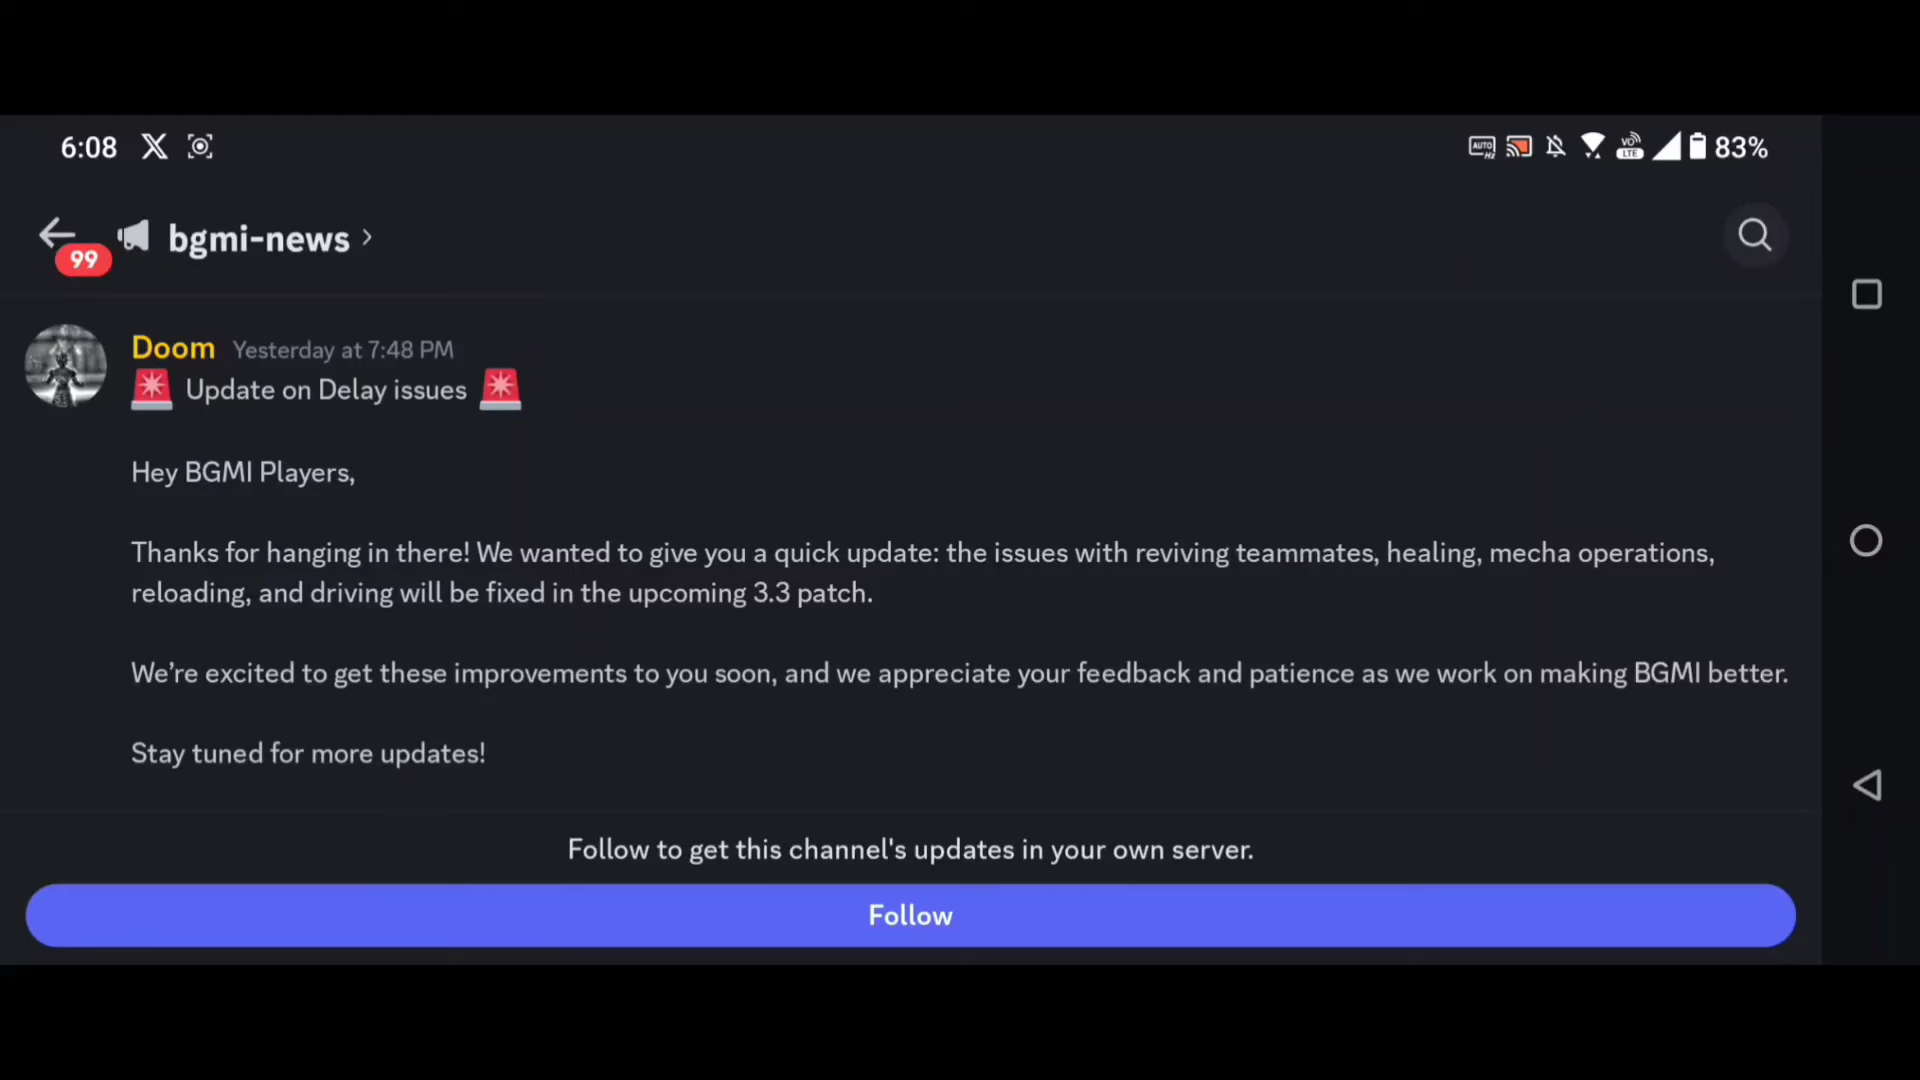 6:08
AUTO Hz
VO LTE
83%
99
bgmi-news
Doom Yesterday at 7:48 PM
🚨 Update on Delay issues 🚨
Hey BGMI Players,
Thanks for hanging in there! We wanted to give you a quick update: the issues with reviving teammates, healing, mecha operations,
reloading, and driving will be fixed in the upcoming 3.3 patch.
We're excited to get these improvements to you soon, and we appreciate your feedback and patience as we work on making BGMI better.
Stay tuned for more updates!
Follow to get this channel's updates in your own server.
Follow